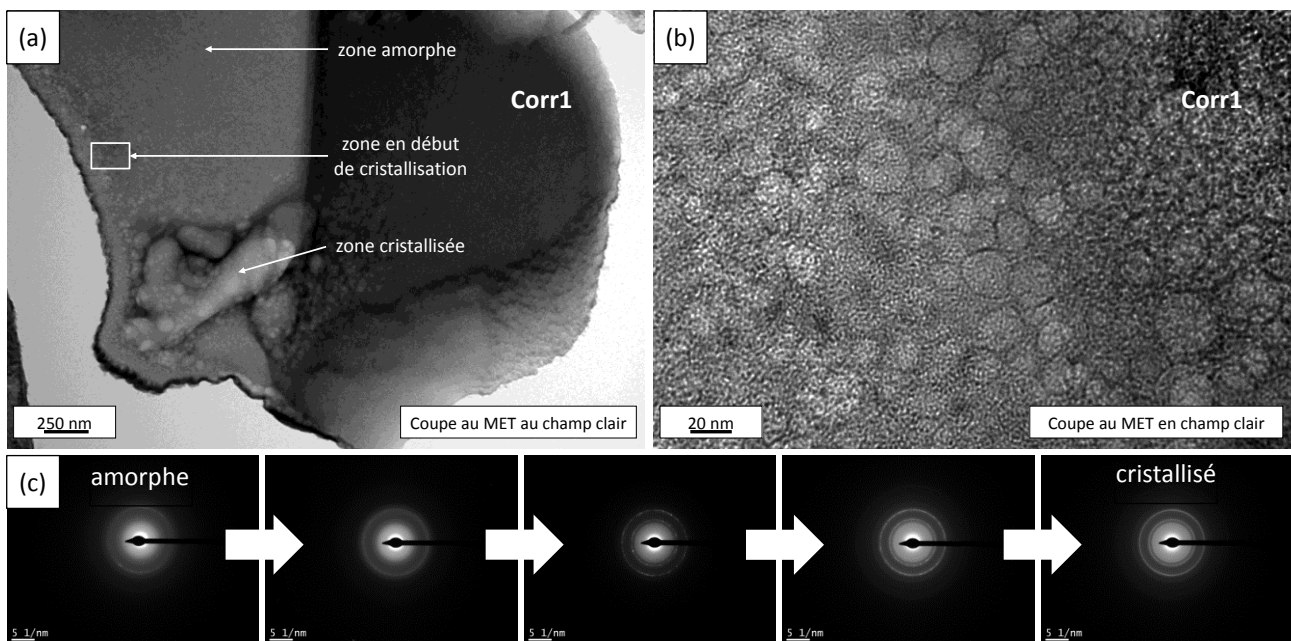 (a)
zone amorphe
Corr1
zone en début
de cristallisation
zone cristallisée
250 nm
Coupe au MET au champ clair
(b)
Corr1
20 nm
Coupe au MET en champ clair
(c)
amorphe
cristallisé
5 1/nm
5 1/nm
5 1/nm
5 1/nm
5 1/nm